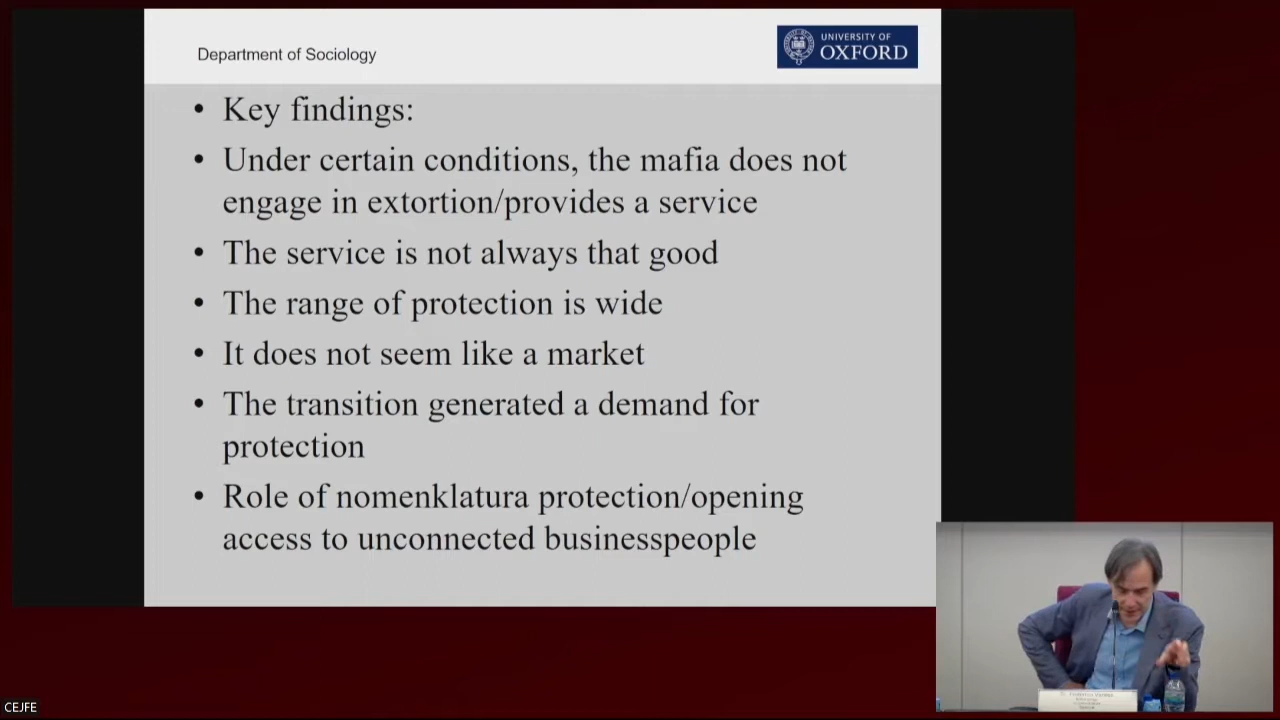 Department of Sociology
UNIVERSITY OF
OXFORD
• Key findings:
• Under certain conditions, the mafia does not
engage in extortion/provides a service
• The service is not always that good
• The range of protection is wide
• It does not seem like a market
• The transition generated a demand for
protection
• Role of nomenklatura protection/opening
access to unconnected businesspeople
CEJFE